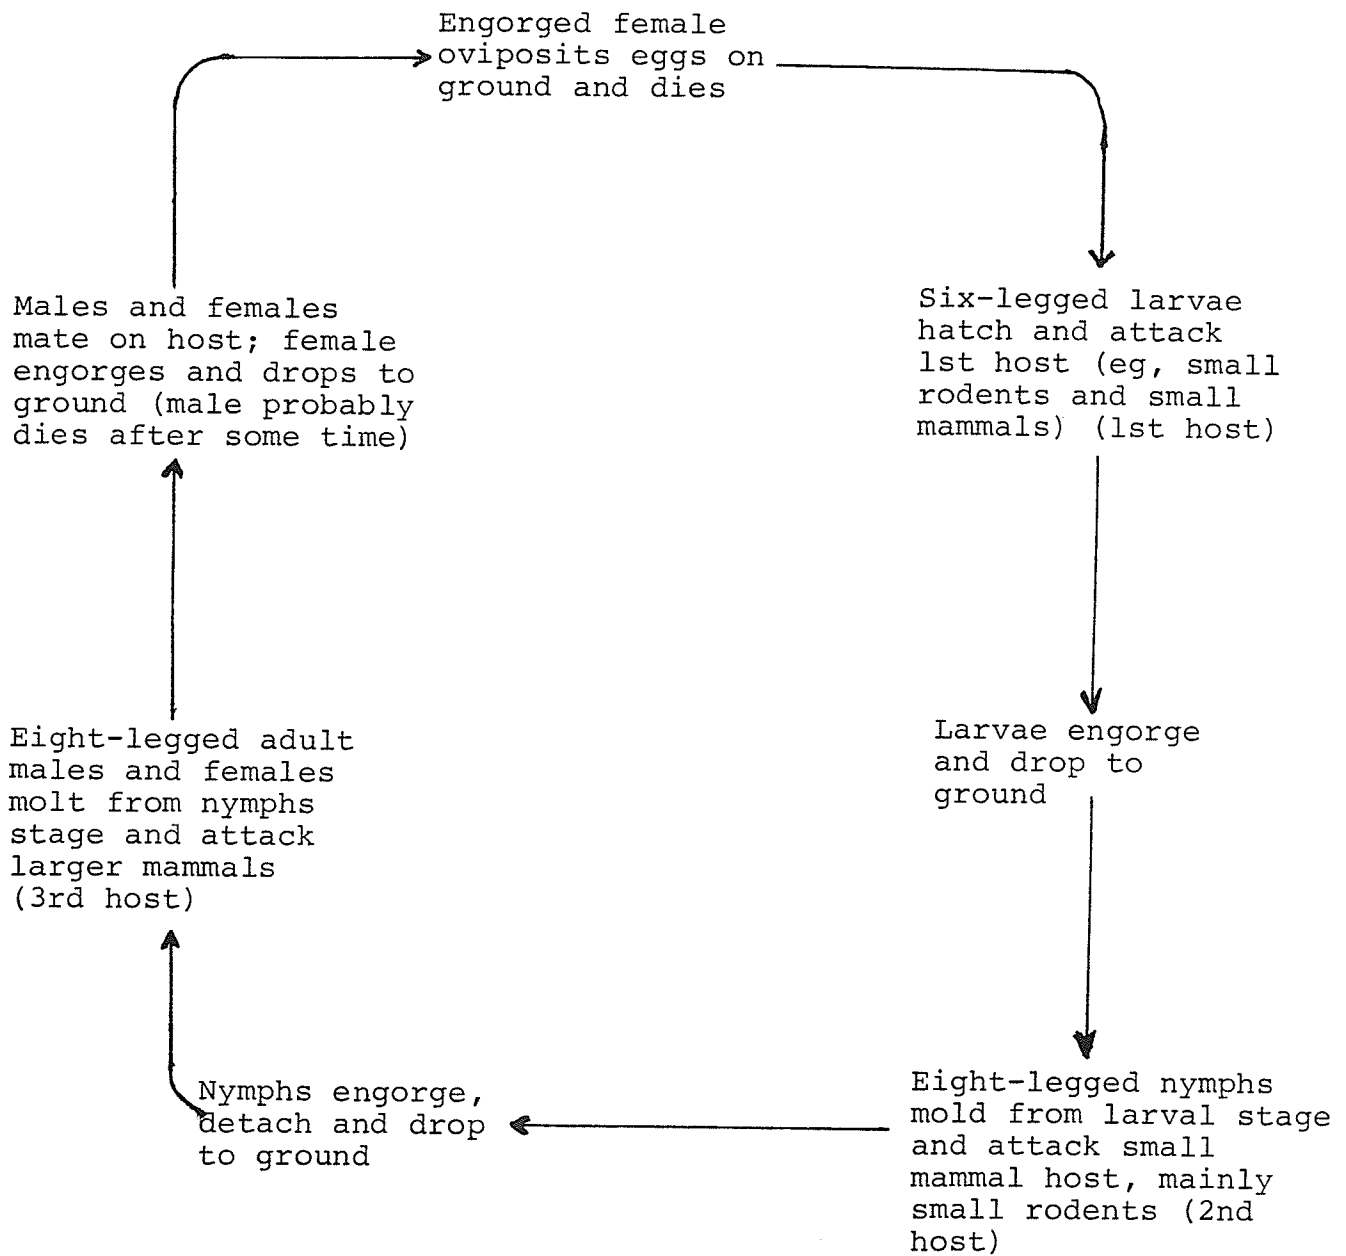 Engorged female
oviposits eggs on
ground and dies
Six-legged larvae
hatch and attack
lst host (eg, small
rodents and small
mammals) (lst host)
Larvae engorge
and drop to
ground
Eight-legged nymphs
mold from larval stage
and attack small
mammal host, mainly
small rodents (2nd
host)
Nymphs engorge,
detach and drop
to ground
Eight-legged adult
males and females
molt from nymphs
stage and attack
larger mammals
(3rd host)
Males and females
mate on host; female
engorges and drops to
ground (male probably
dies after some time)